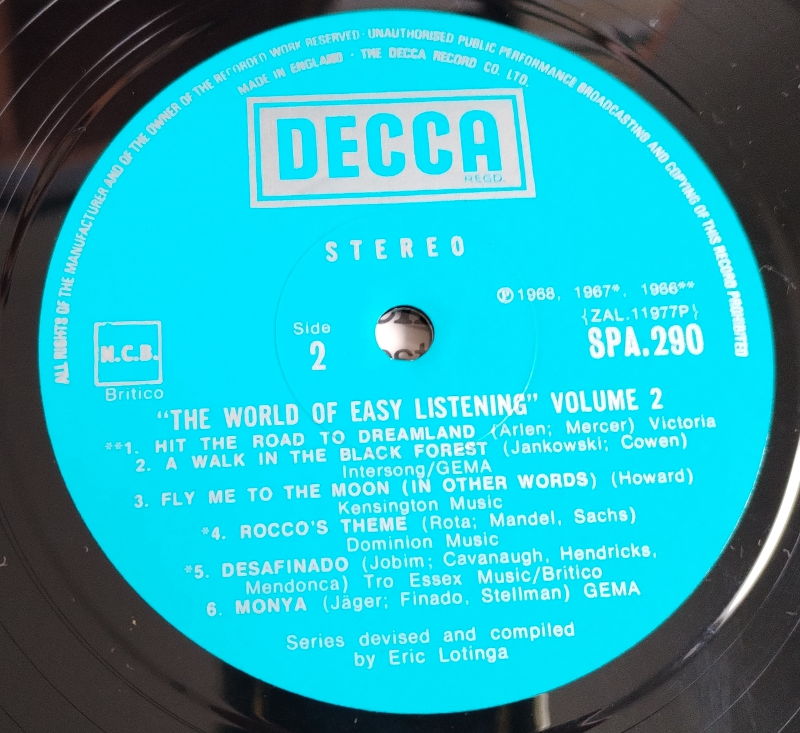 ALL RIGHTS OF THE MANUFACTURER AND OF THE OWNER OF THE RECORDED WORK RESERVED · UNAUTHORISED PUBLIC PERFORMANCE BROADCASTING AND COPYING OF THIS RECORD PROHIBITED
MADE IN ENGLAND · THE DECCA RECORD CO. LTD.
DECCA
REGD.
STEREO
℗1968, 1967*, 1966**
Side
2
{ZAL.11977P}
SPA.290
N.C.B.
Britico
"THE WORLD OF EASY LISTENING" VOLUME 2
**1. HIT THE ROAD TO DREAMLAND (Arlen; Mercer) Victoria
2. A WALK IN THE BLACK FOREST (Jankowski; Cowen)
Intersong/GEMA
3. FLY ME TO THE MOON (IN OTHER WORDS) (Howard)
Kensington Music
*4. ROCCO'S THEME (Rota; Mandel, Sachs)
Dominion Music
*5. DESAFINADO (Jobim; Cavanaugh, Hendricks,
Mendonca) Tro Essex Music/Britico
6. MONYA (Jäger; Finado, Stellman) GEMA
Series devised and compiled
by Eric Lotinga